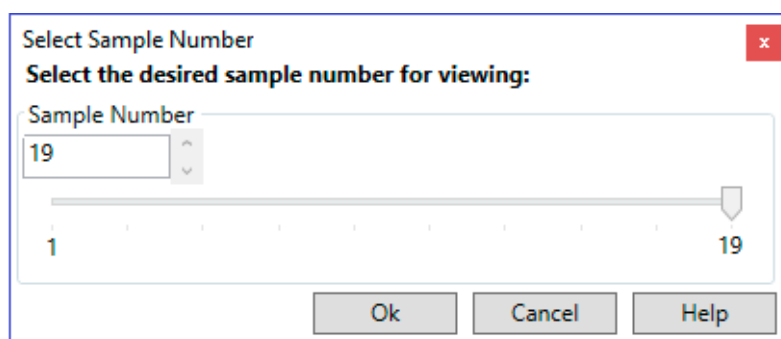 Select Sample Number x
Select the desired sample number for viewing:
Sample Number
19
1 19
Ok Cancel Help